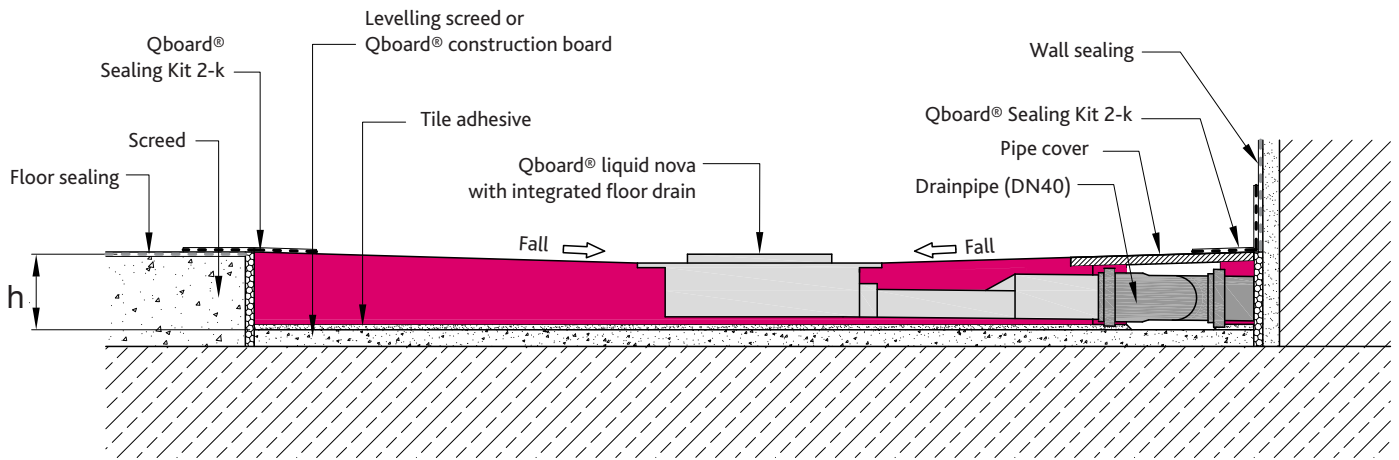 Levelling screed or
Qboard® construction board
Qboard®
Sealing Kit 2-k
Wall sealing
Tile adhesive
Qboard® Sealing Kit 2-k
Screed
Pipe cover
Qboard® liquid nova
with integrated floor drain
Floor sealing
Drainpipe (DN40)
Fall
Fall
h